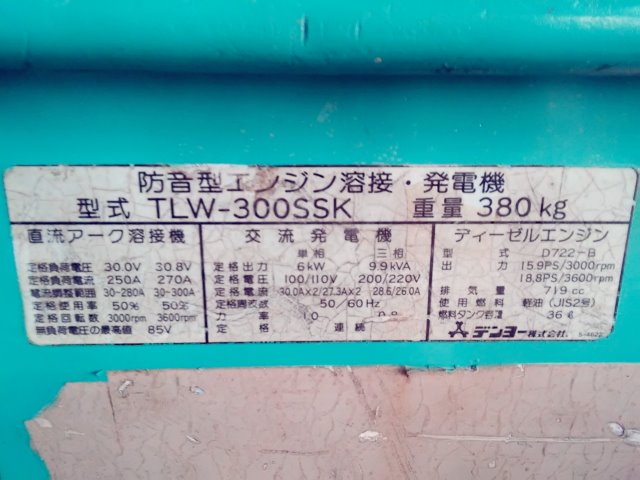 防音型エンジン溶接・発電機
型式 TLW-300SSK 重量 380kg
直流アーク溶接機
定格負荷電圧 30.0V 30.8V
定格負荷電流 250A 270A
電流調整範囲 30-280A 30-300A
定格使用率 50% 50%
定格回転数 3000rpm 3600rpm
無負荷電圧の最高値 85V
交流発電機
単相 三相
定格出力 6kW 9.9kVA
定格電圧 100/110V 200/220V
定格電流 30.0A×2/27.3A×2 28.6/26.0A
定格周波数 50/60Hz
力率 0.8
定格 連続
ディーゼルエンジン
型式 D722-B
出力 15.9PS/3000rpm
18.8PS/3600rpm
排気量 719cc
使用燃料 軽油(JIS2号)
燃料タンク容量 36ℓ
デンヨー株式会社